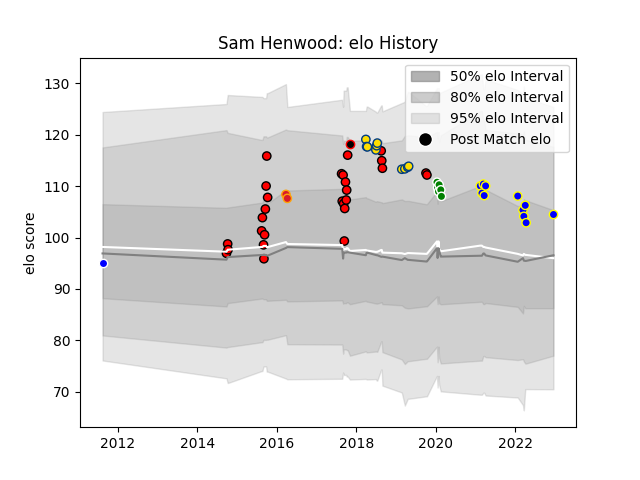 Sam Henwood: elo History
50% elo Interval
80% elo Interval
95% elo Interval
Post Match elo
elo score
130
120
110
100
90
80
70
2012
2014
2016
2018
2020
2022